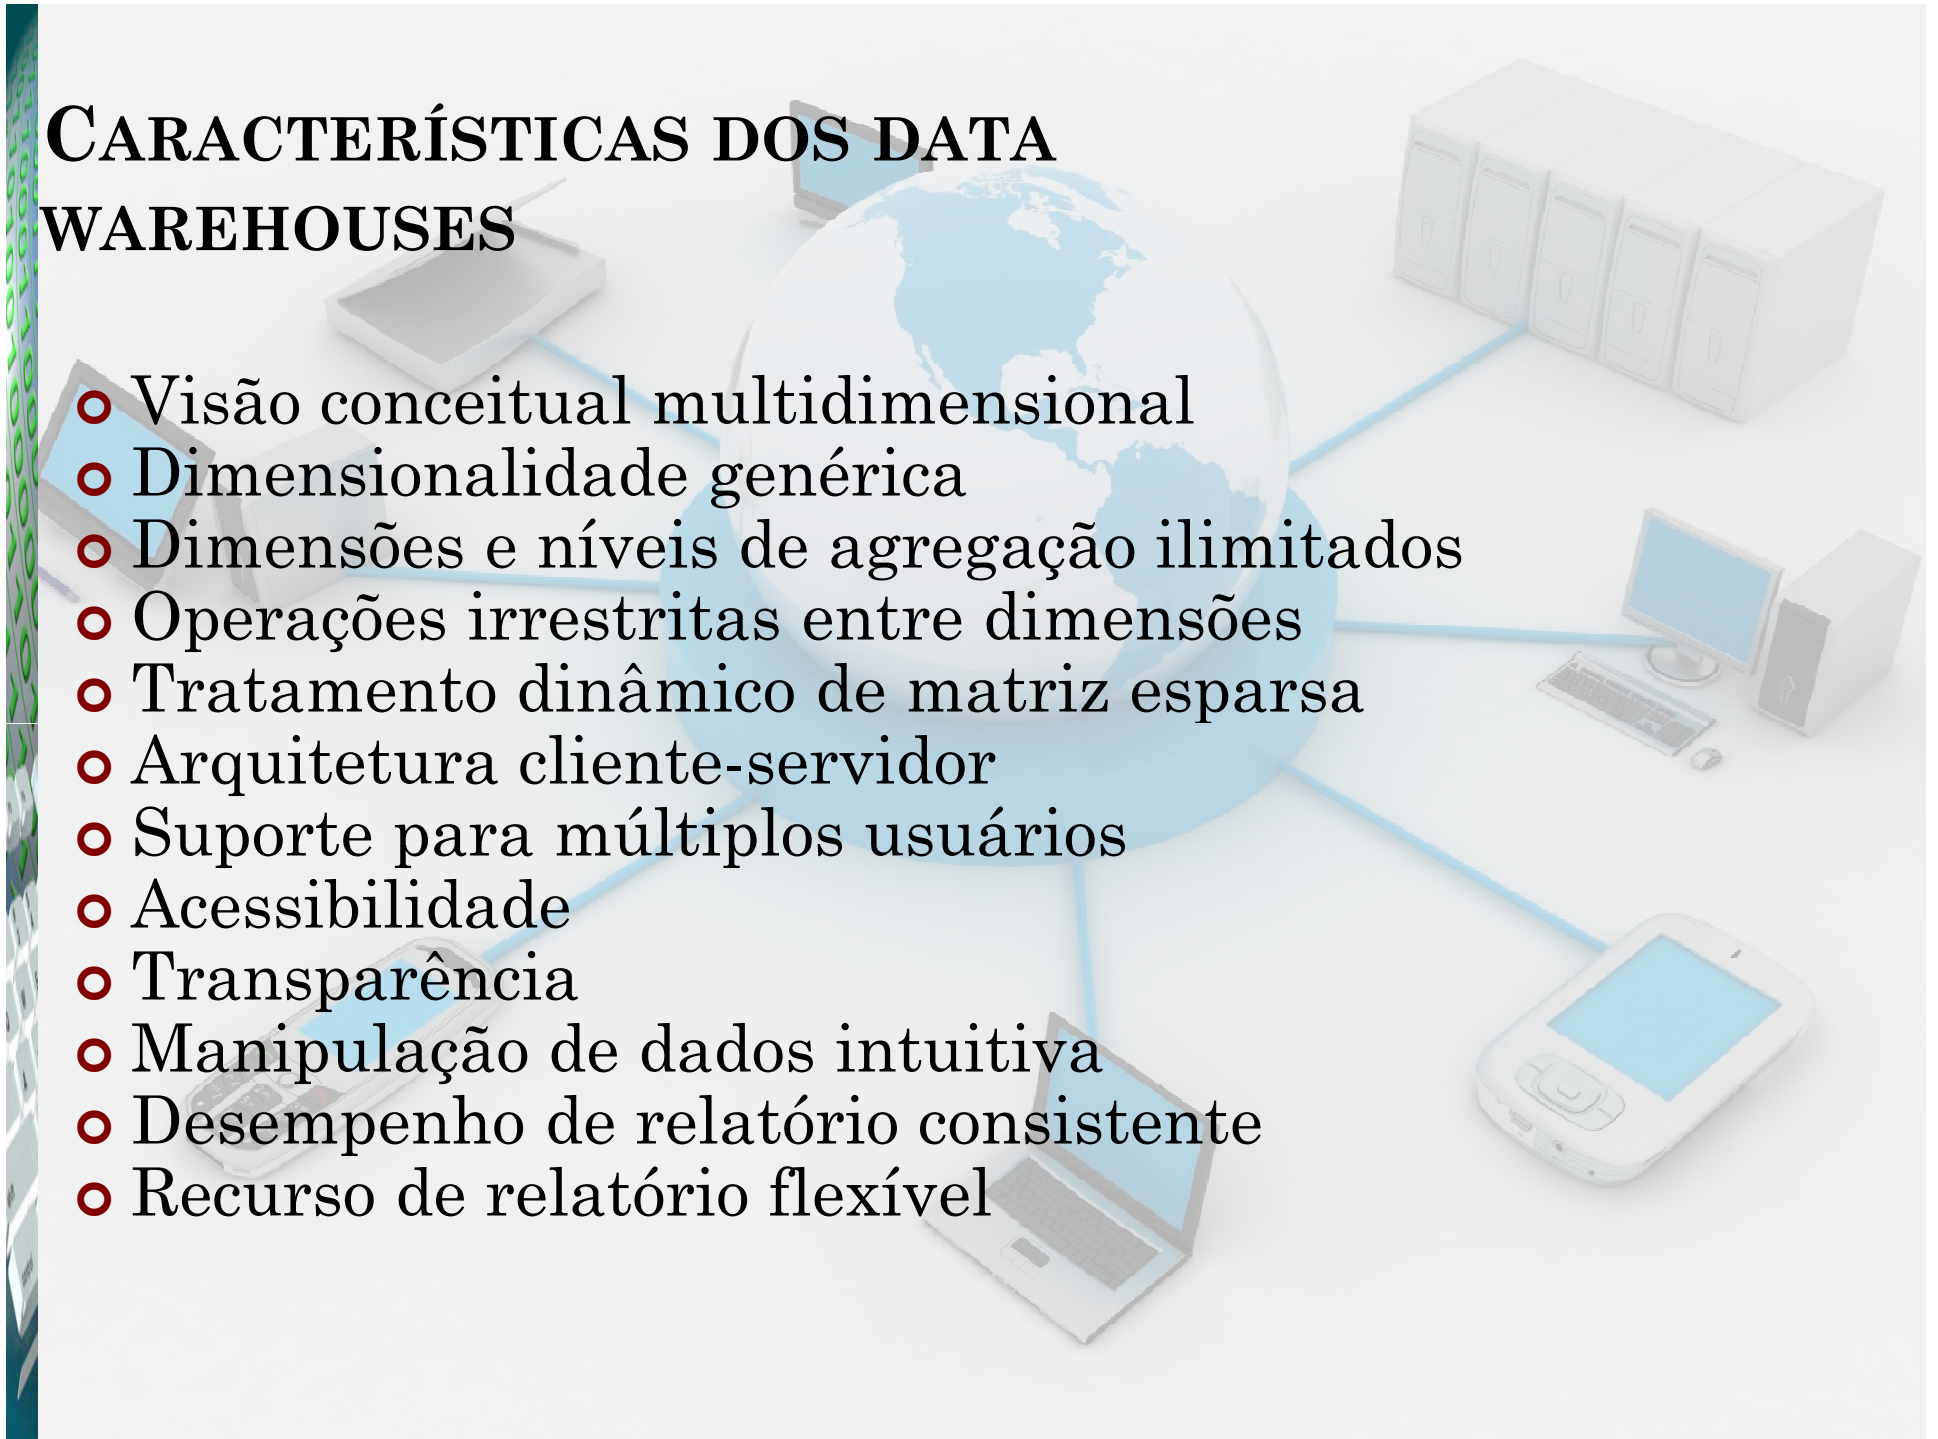 CARACTERÍSTICAS DOS DATA
WAREHOUSES
Visão conceitual multidimensional
Dimensionalidade genérica
Dimensões e níveis de agregação ilimitados
Operações irrestritas entre dimensões
Tratamento dinâmico de matriz esparsa
Arquitetura cliente-servidor
Suporte para múltiplos usuários
Acessibilidade
Transparência
Manipulação de dados intuitiva
Desempenho de relatório consistente
Recurso de relatório flexível